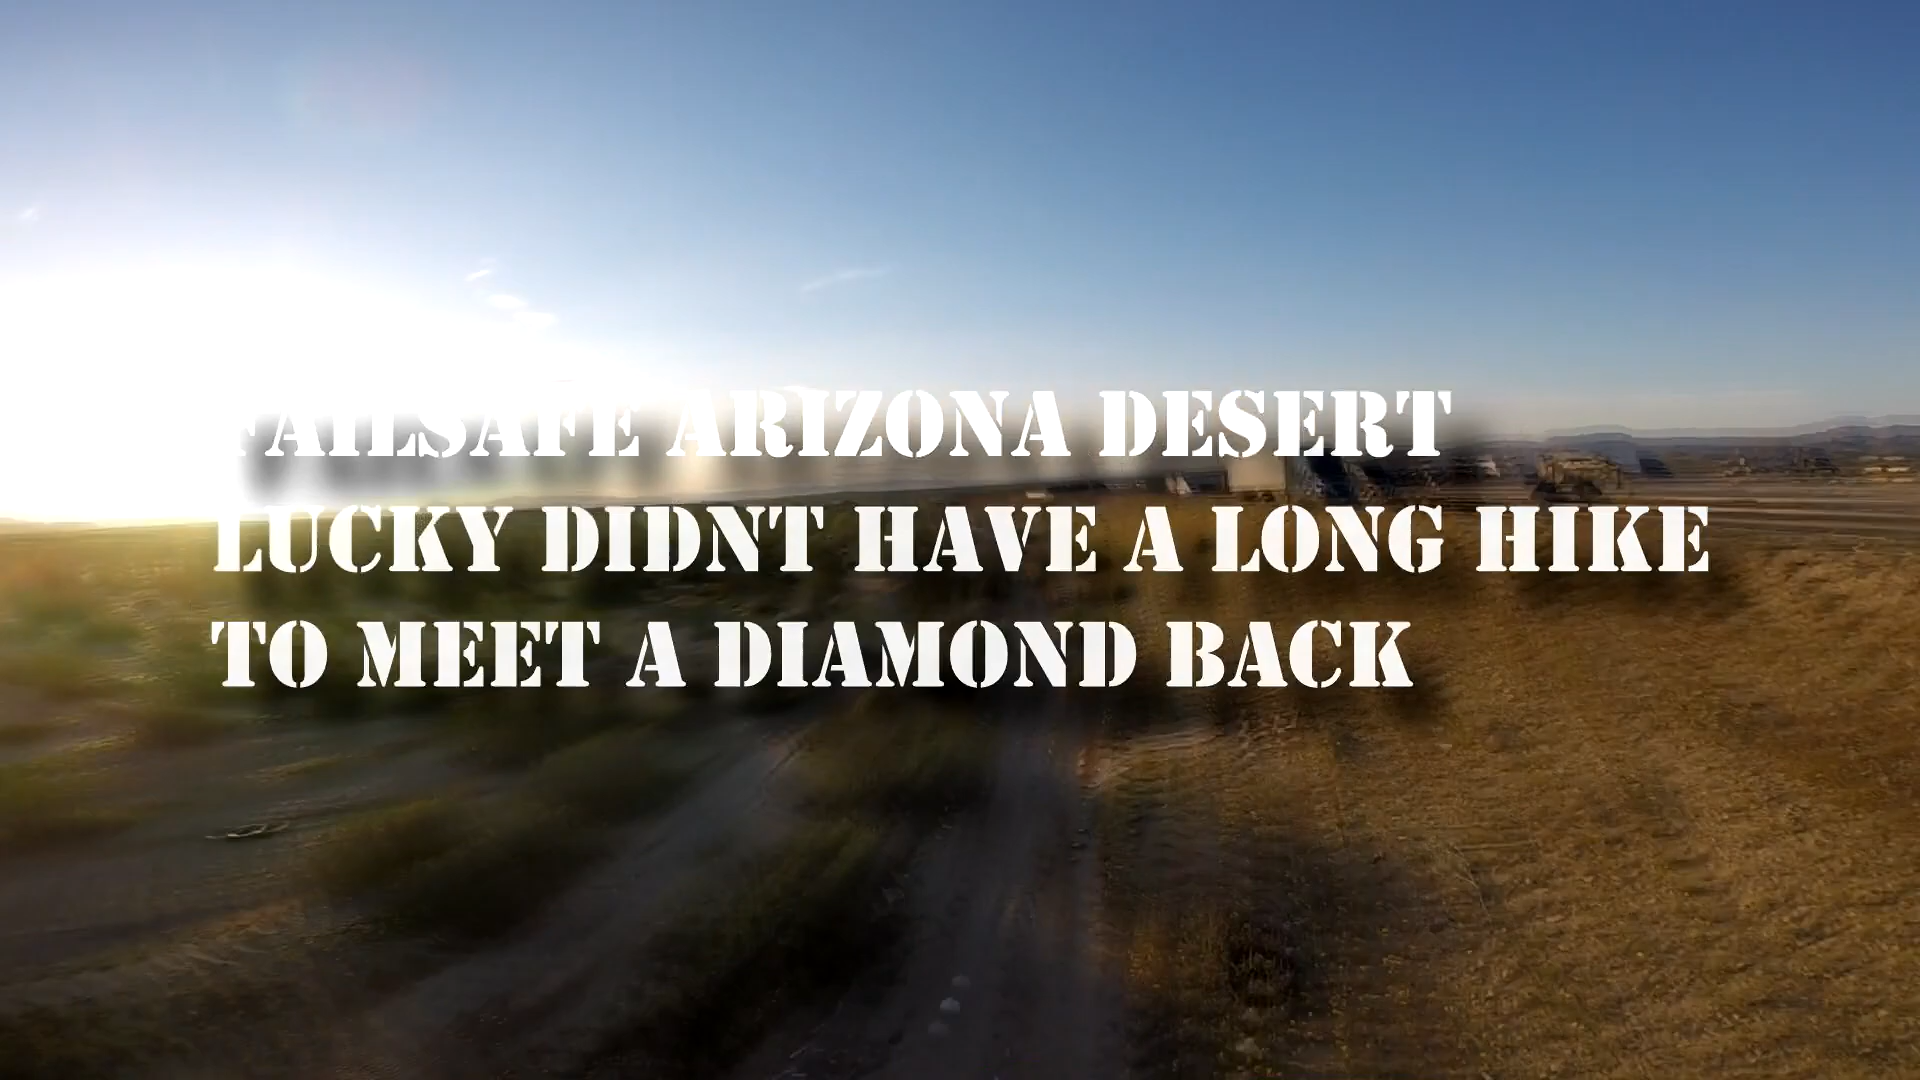 FAILSAFE ARIZONA DESERT
LUCKY DIDNT HAVE A LONG HIKE
TO MEET A DIAMOND BACK